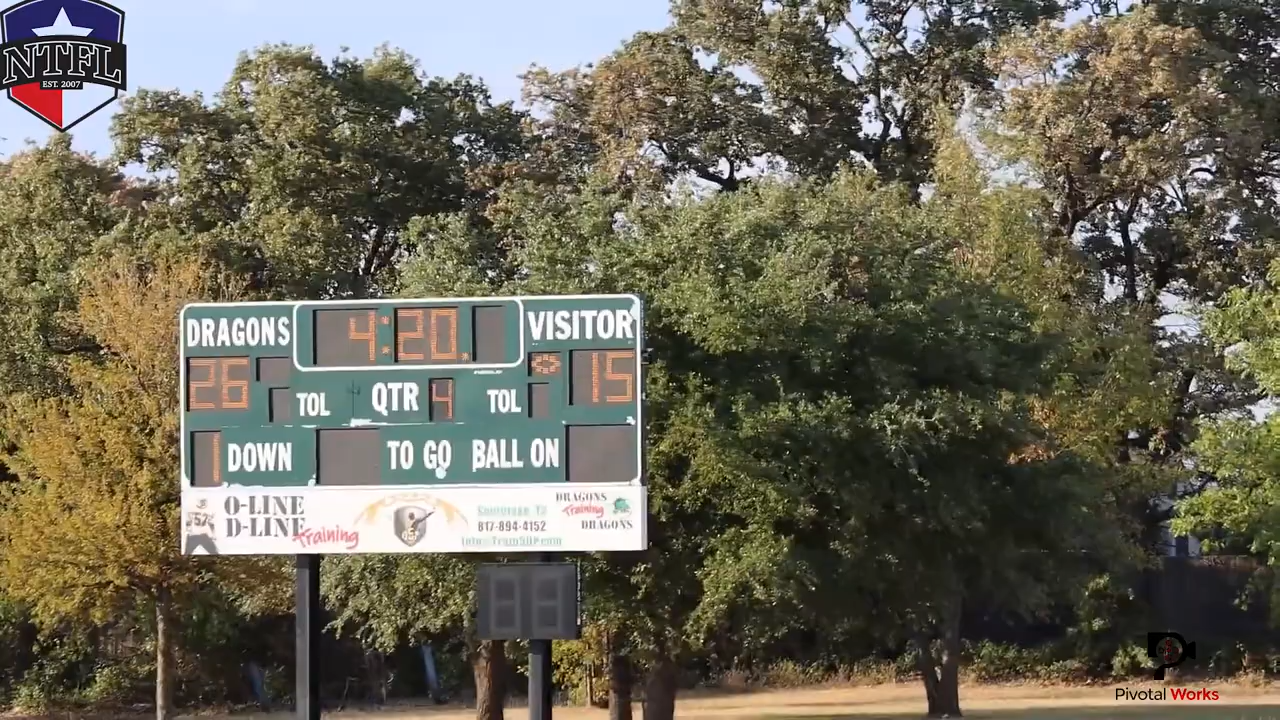 NTFL
EST. 2007
DRAGONS 4:20 VISITOR
26 15
TOL QTR 4 TOL
1 DOWN TO GO BALL ON
O-LINE
D-LINE
Training
817-894-4152
DRAGONS
Training
DRAGONS
Pivotal Works